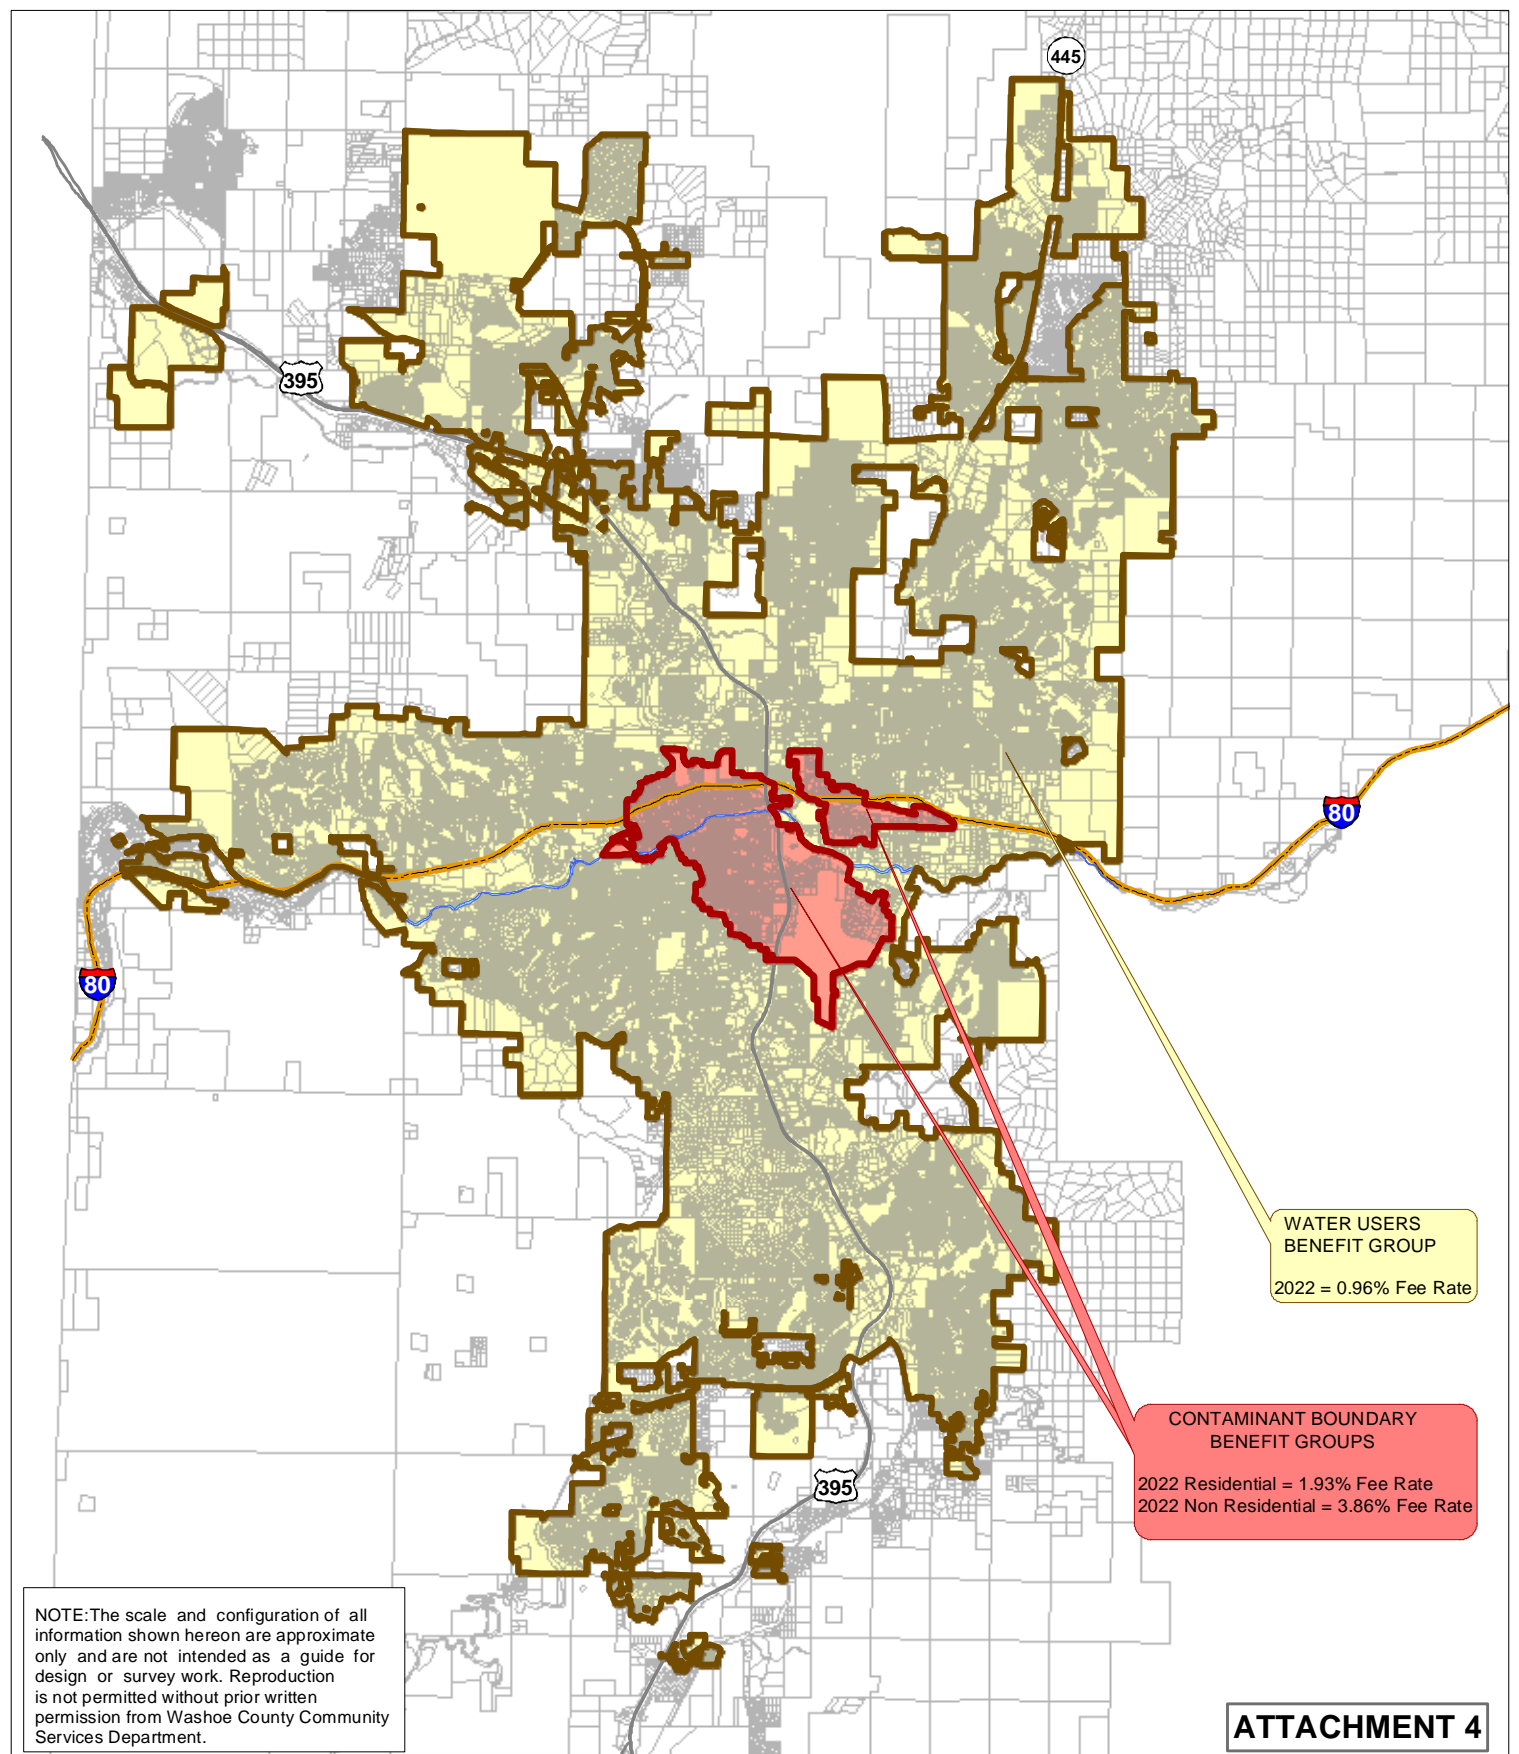 445
395
80
80
WATER USERS
BENEFIT GROUP
2022 = 0.96% Fee Rate
CONTAMINANT BOUNDARY
BENEFIT GROUPS
2022 Residential = 1.93% Fee Rate
2022 Non Residential = 3.86% Fee Rate
395
NOTE:The scale and configuration of all
information shown hereon are approximate
only and are not intended as a guide for
design or survey work. Reproduction
is not permitted without prior written
permission from Washoe County Community
Services Department.
ATTACHMENT 4